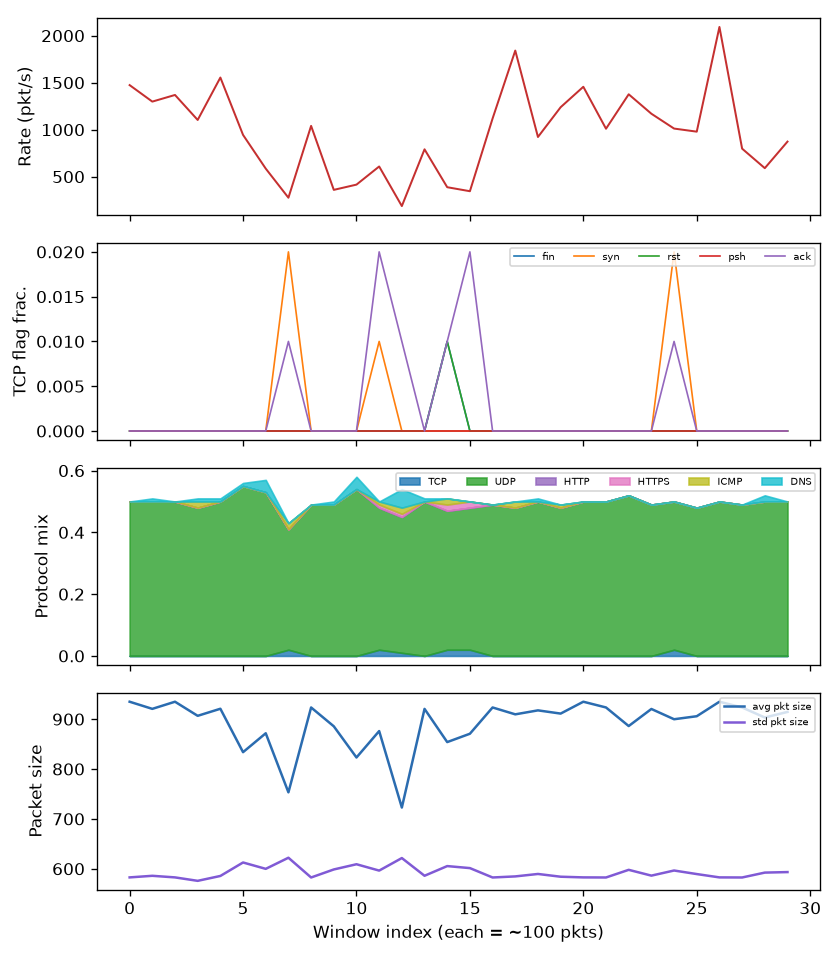 2000
1500
1000
500
Rate (pkt/s)
0.020
0.015
0.010
0.005
0.000
TCP flag frac.
fin syn rst psh ack
0.6
0.4
0.2
0.0
Protocol mix
TCP UDP HTTP HTTPS ICMP DNS
900
800
700
600
Packet size
avg pkt size
std pkt size
0 5 10 15 20 25 30
Window index (each = ~100 pkts)